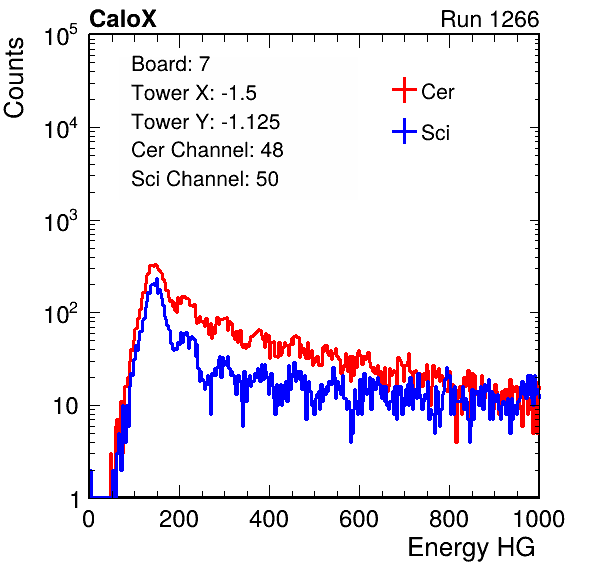 CaloX Run 1266
Counts
Board: 7
Tower X: -1.5
Tower Y: -1.125
Cer Channel: 48
Sci Channel: 50
Cer
Sci
10^5
10^4
10^3
10^2
10
1
0 200 400 600 800 1000
Energy HG